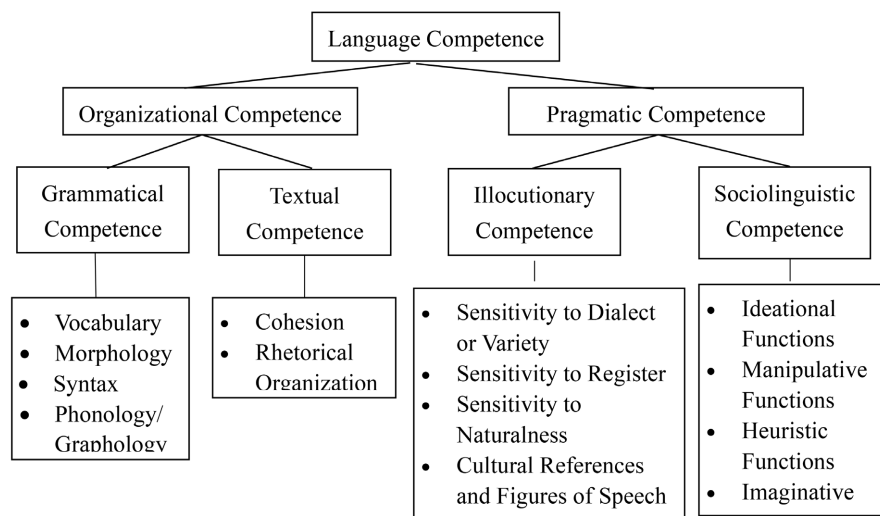 Language Competence
Organizational Competence
Pragmatic Competence
Grammatical
Competence
Textual
Competence
Illocutionary
Competence
Sociolinguistic
Competence
• Vocabulary
• Morphology
• Syntax
• Phonology/
Graphology
• Cohesion
• Rhetorical
Organization
• Sensitivity to Dialect
or Variety
• Sensitivity to Register
• Sensitivity to
Naturalness
• Cultural References
and Figures of Speech
• Ideational
Functions
• Manipulative
Functions
• Heuristic
Functions
• Imaginative